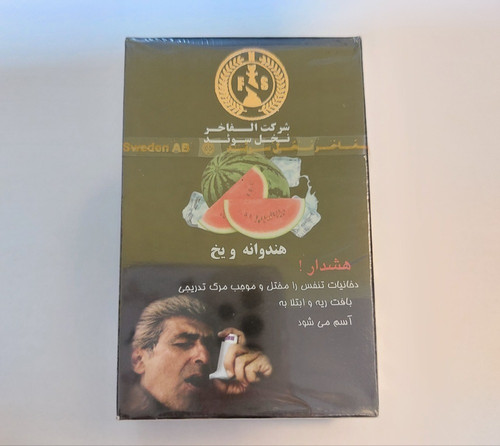 F S
شرکت الفاخر
نخل سوئد
Sweden AB
هندوانه و یخ
هشدار !
دخانیات تنفس را مختل و موجب مرگ تدریجی
بافت ریه و ابتلا به
آسم می شود